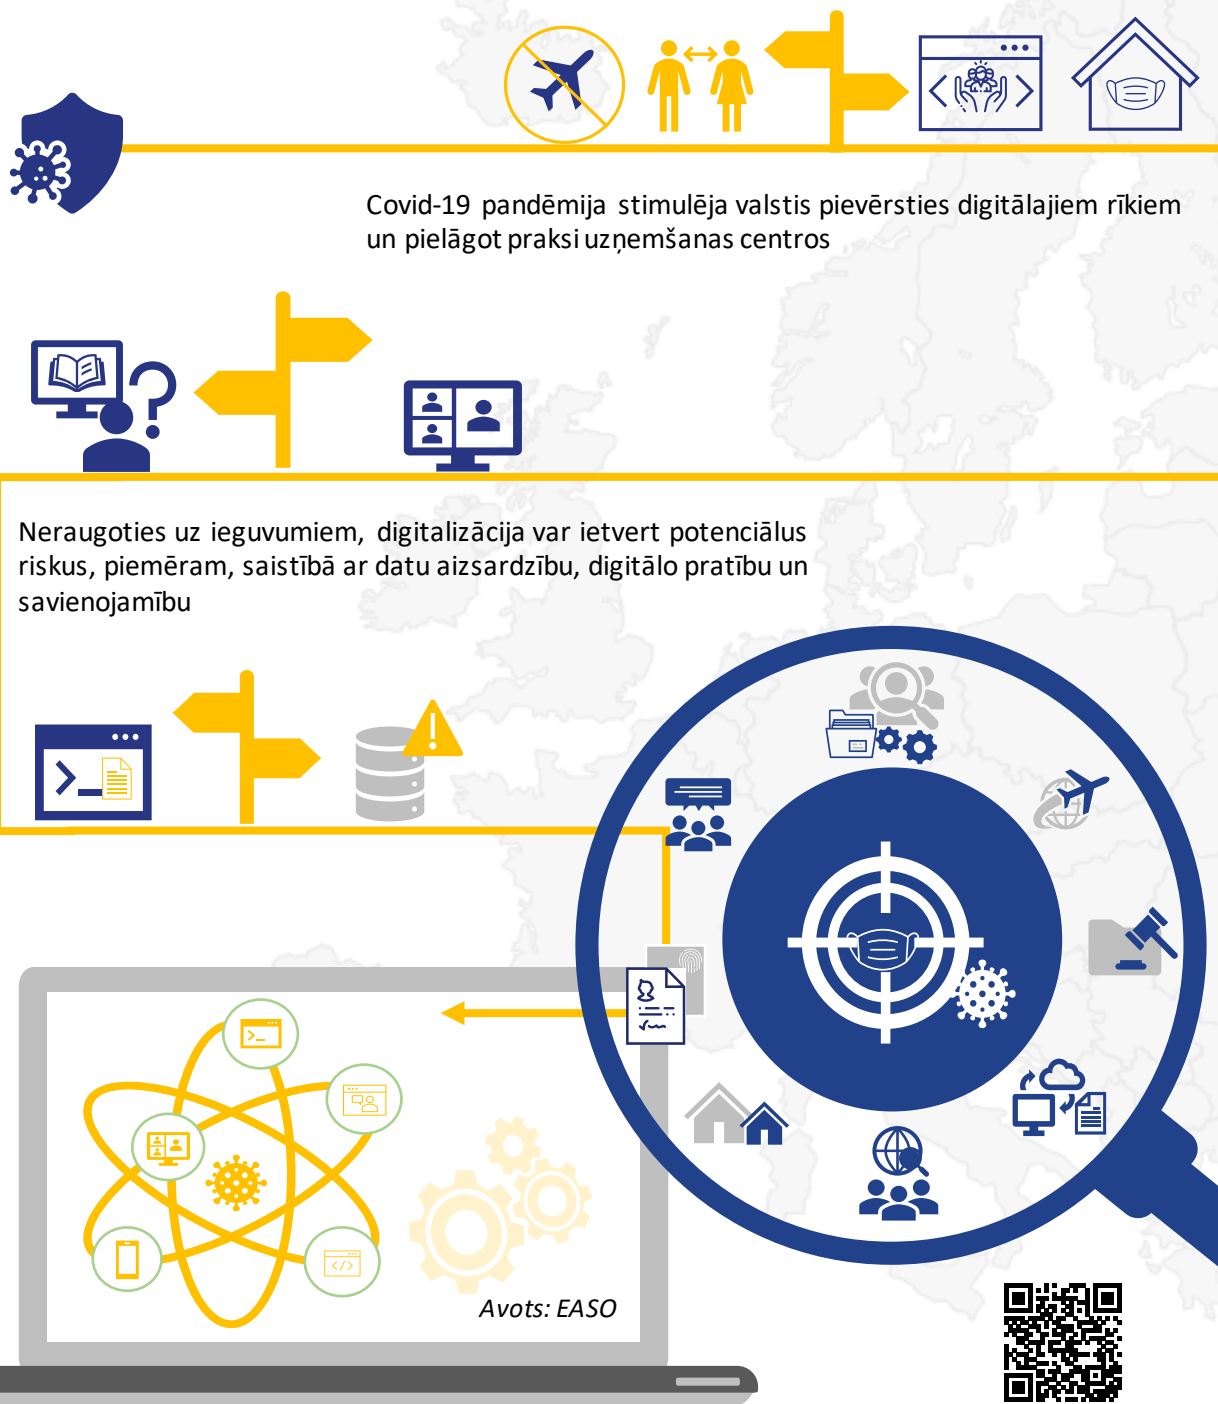 Covid-19 pandēmija stimulēja valstis pievērsties digitālajiem rīkiem
un pielāgot praksi uzņemšanas centros
Neraugoties uz ieguvumiem, digitalizācija var ietvert potenciālus
riskus, piemēram, saistībā ar datu aizsardzību, digitālo pratību un
savienojamību
Avots: EASO